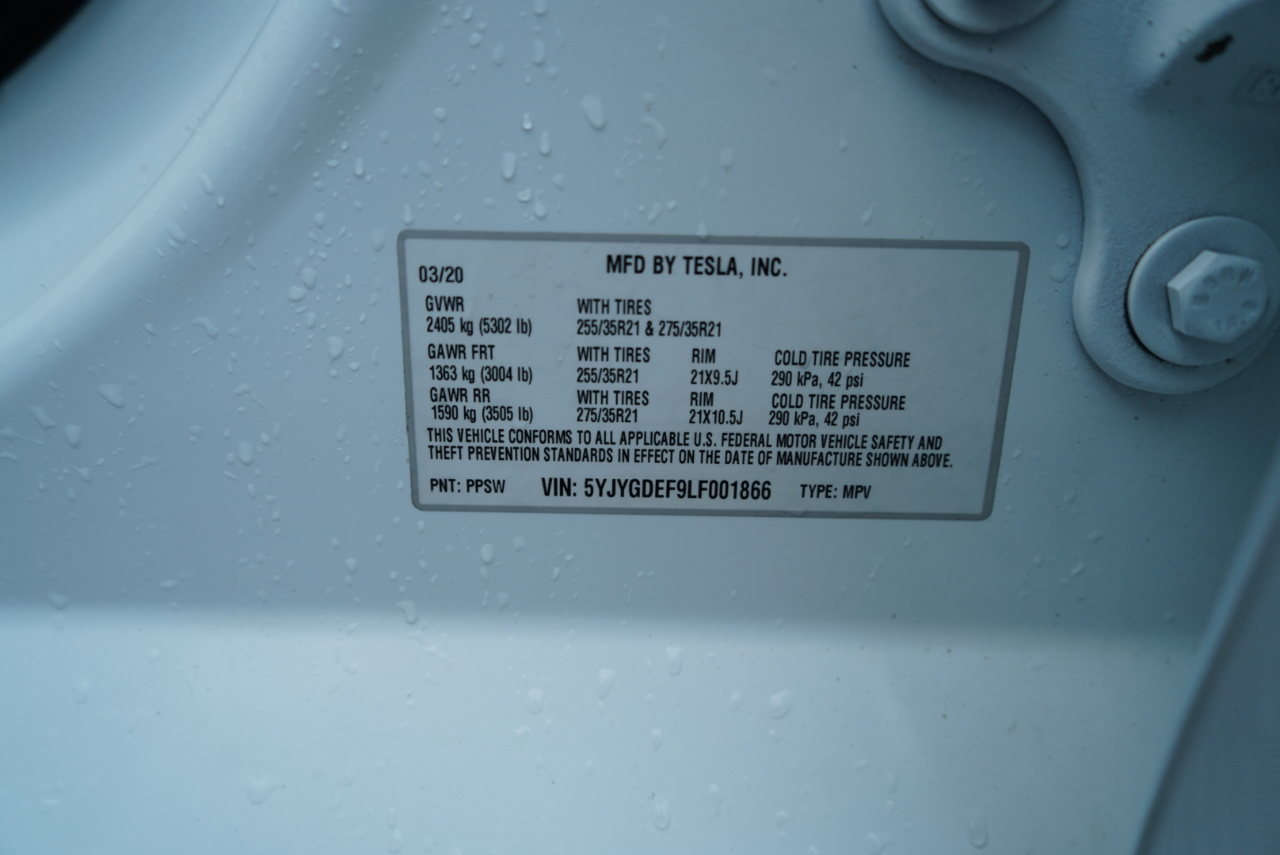 MFD BY TESLA, INC.
03/20
GVWR WITH TIRES
2405 kg (5302 lb) 255/35R21 & 275/35R21
GAWR FRT WITH TIRES RIM COLD TIRE PRESSURE
1363 kg (3004 lb) 255/35R21 21X9.5J 290 kPa, 42 psi
GAWR RR WITH TIRES RIM COLD TIRE PRESSURE
1590 kg (3505 lb) 275/35R21 21X10.5J 290 kPa, 42 psi
THIS VEHICLE CONFORMS TO ALL APPLICABLE U.S. FEDERAL MOTOR VEHICLE SAFETY AND
THEFT PREVENTION STANDARDS IN EFFECT ON THE DATE OF MANUFACTURE SHOWN ABOVE.
PNT: PPSW VIN: 5YJYGDEF9LF001866 TYPE: MPV